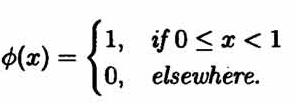 ϕ(x) = { 1, if 0 ≤ x < 1
0, elsewhere.